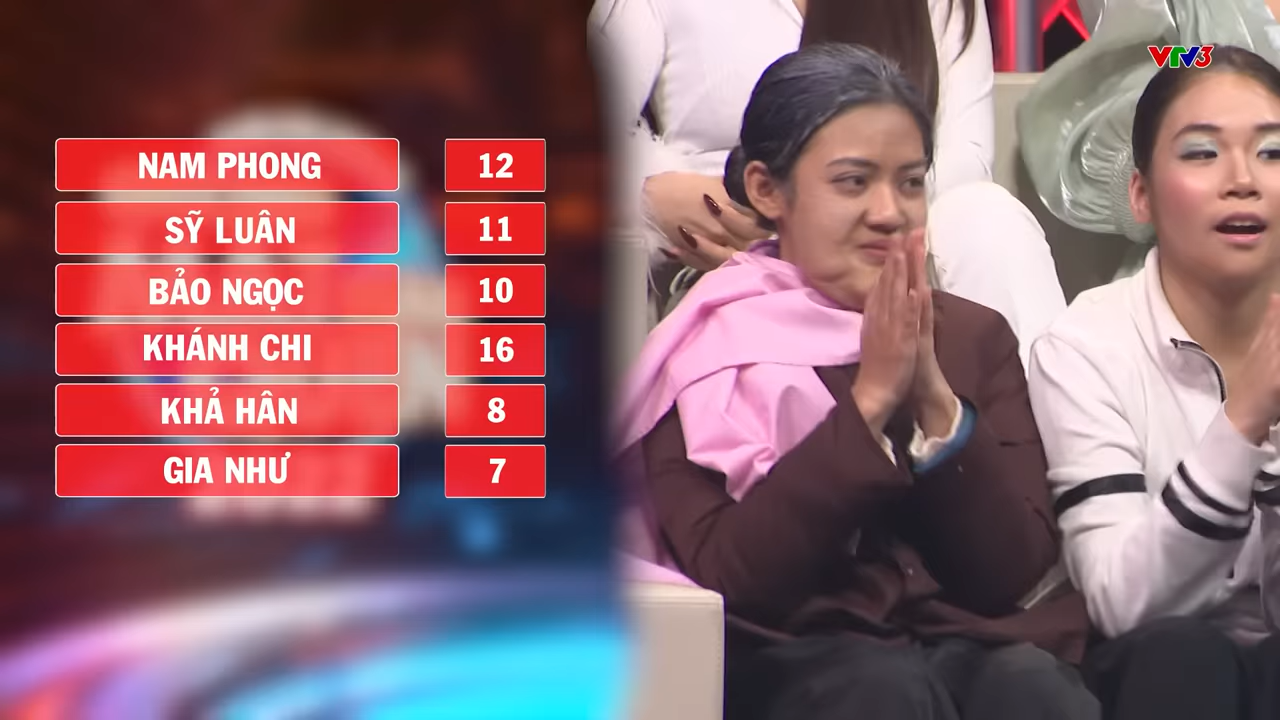 VTV3
NAM PHONG 12
SỸ LUÂN 11
BẢO NGỌC 10
KHÁNH CHI 16
KHẢ HÂN 8
GIA NHƯ 7